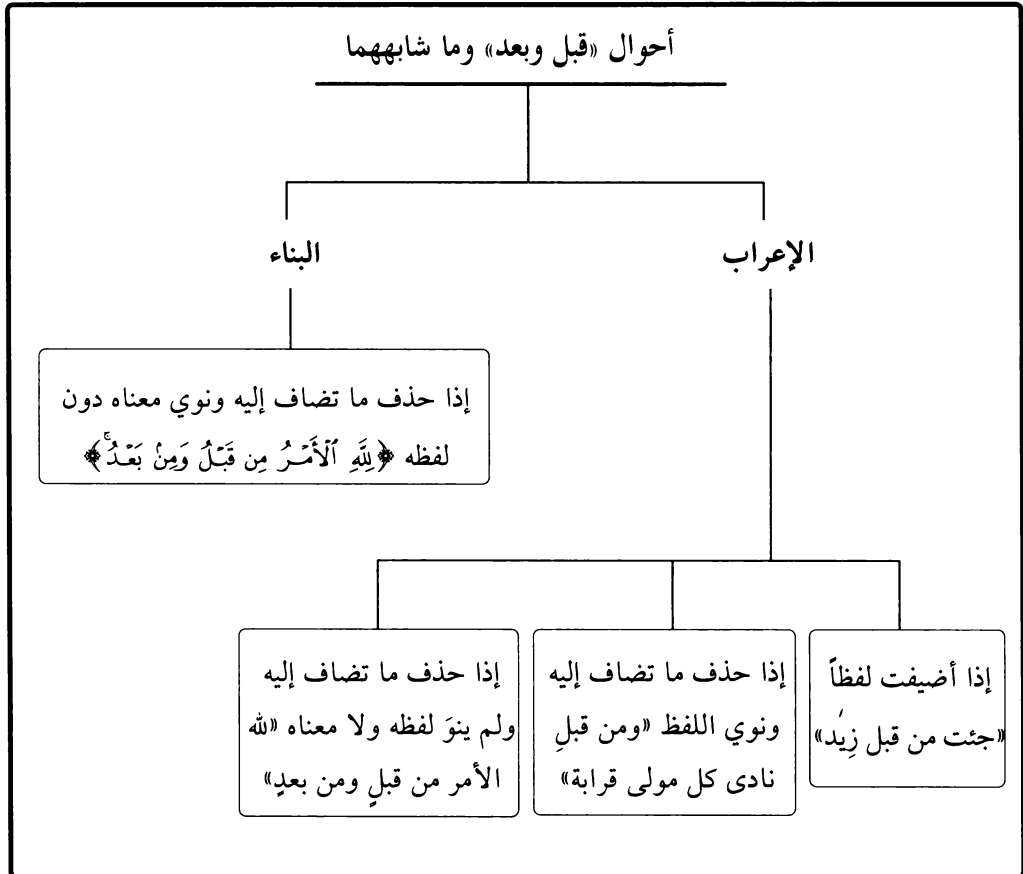 أحوال «قبل وبعد» وما شابههما
الإعراب
البناء
إذا حذف ما تضاف إليه ونوي معناه دون
لفظه ﴿لِلَّهِ ٱلْأَمْرُ مِن قَبْلُ وَمِنۢ بَعْدُ ۚ﴾
إذا أضيفت لفظاً
«جئت من قبل زيد»
إذا حذف ما تضاف إليه
ونوي اللفظ «ومن قبلِ
نادى كل مولى قرابة»
إذا حذف ما تضاف إليه
ولم ينوَ لفظه ولا معناه «لله
الأمر من قبلٍ ومن بعدٍ»